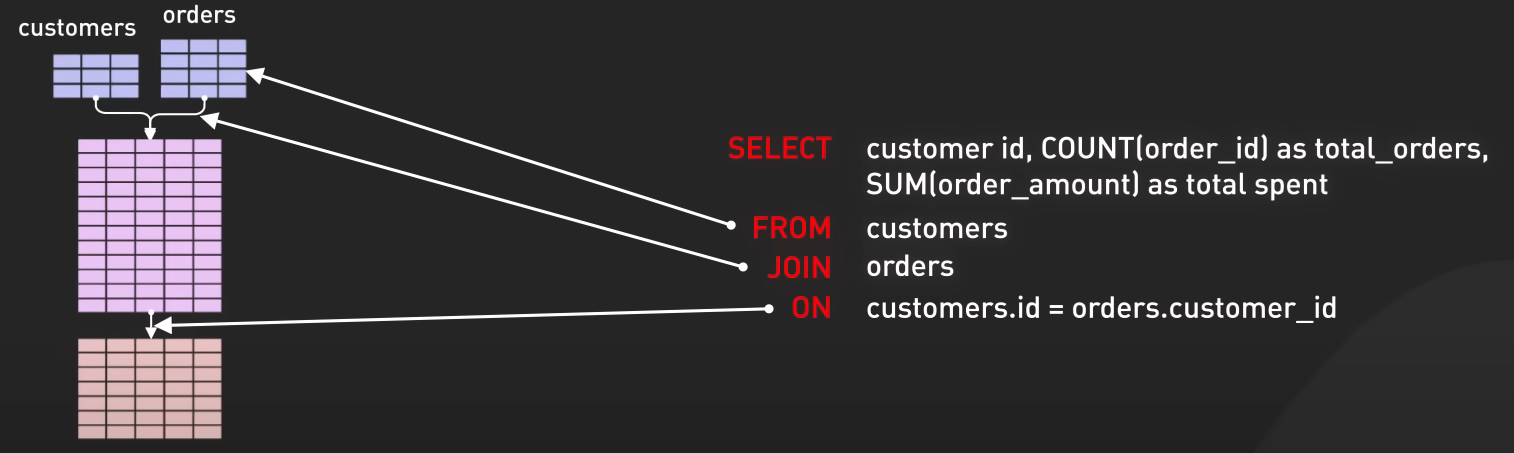 customers
orders
SELECT customer id, COUNT(order_id) as total_orders,
SUM(order_amount) as total spent
FROM customers
JOIN orders
ON customers.id = orders.customer_id